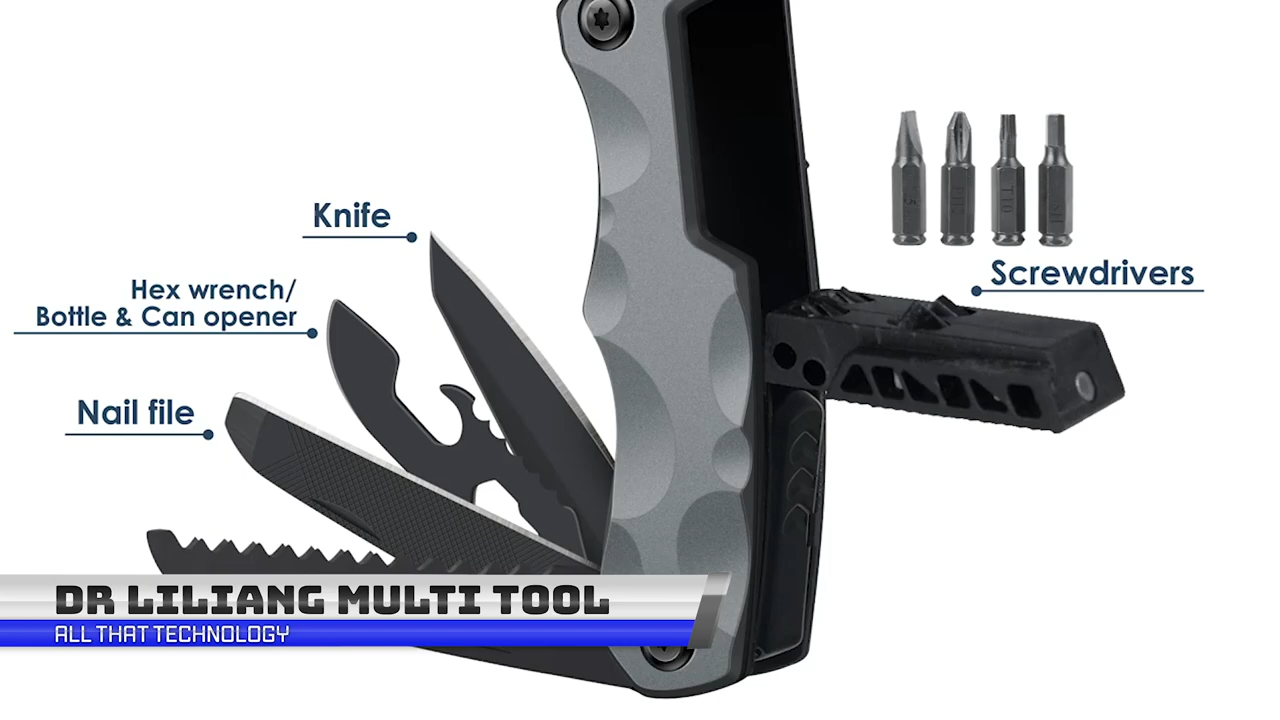 Knife
Hex wrench/
Bottle & Can opener
Nail file
Screwdrivers
DR LILIANG MULTI TOOL
ALL THAT TECHNOLOGY